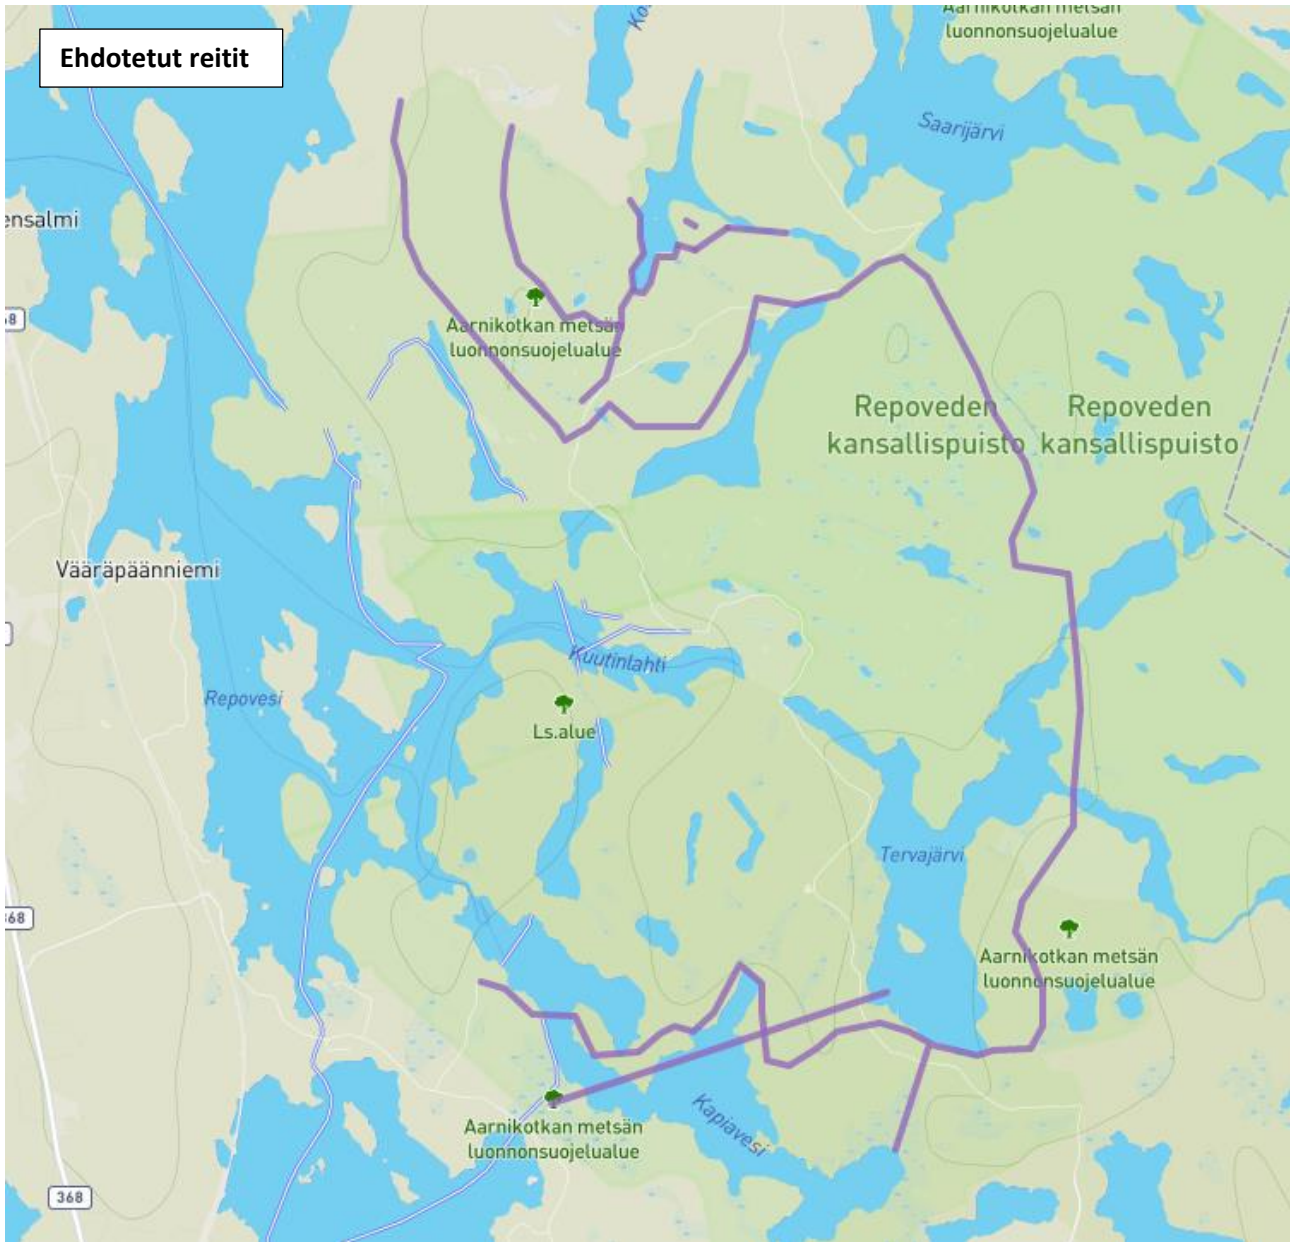 Ehdotetut reitit
Aarnikotkan metsän
luonnonsuojelualue
Saarijärvi
ensalmi
Aarnikotkan metsän
luonnonsuojelualue
Repoveden
kansallispuisto
Repoveden
kansallispuisto
Vääräpäänniemi
Kuutinlahti
Repovesi
Ls.alue
Tervajärvi
368
Aarnikotkan metsän
luonnonsuojelualue
Kapiavesi
Aarnikotkan metsän
luonnonsuojelualue
368